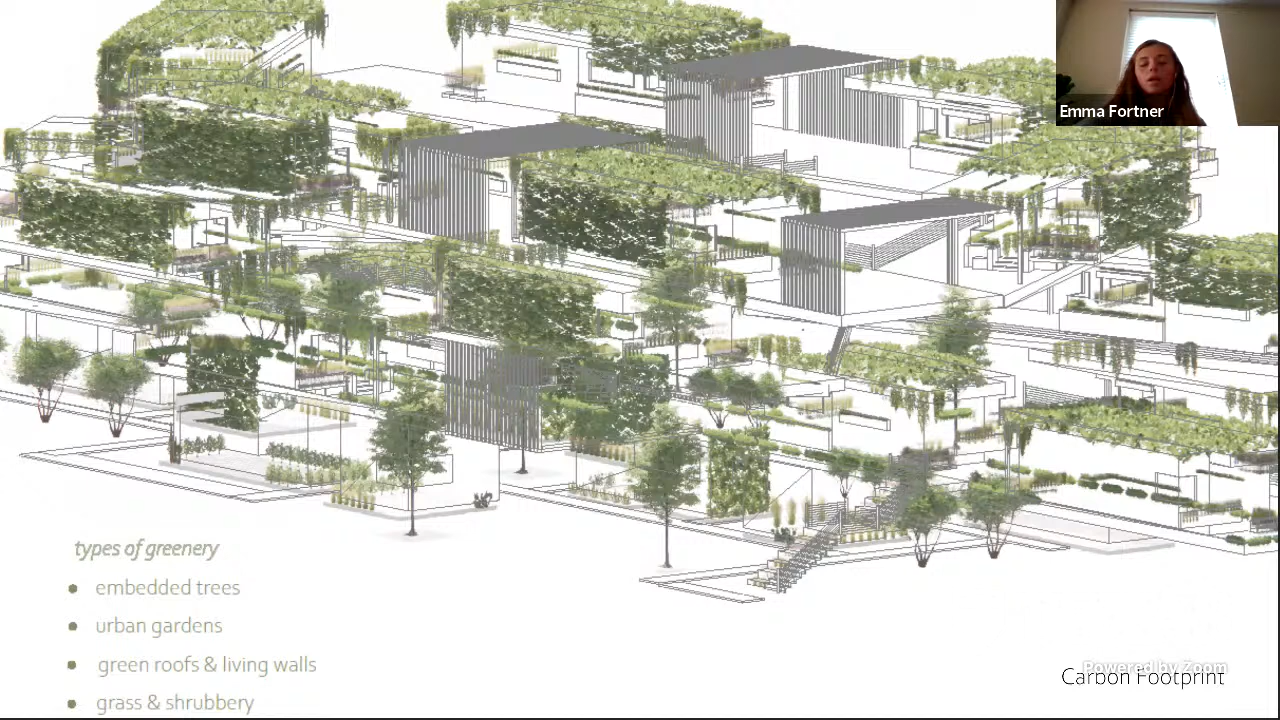 Emma Fortner
types of greenery
embedded trees
urban gardens
green roofs & living walls
grass & shrubbery
Powered by Zoom
Carbon Footprint